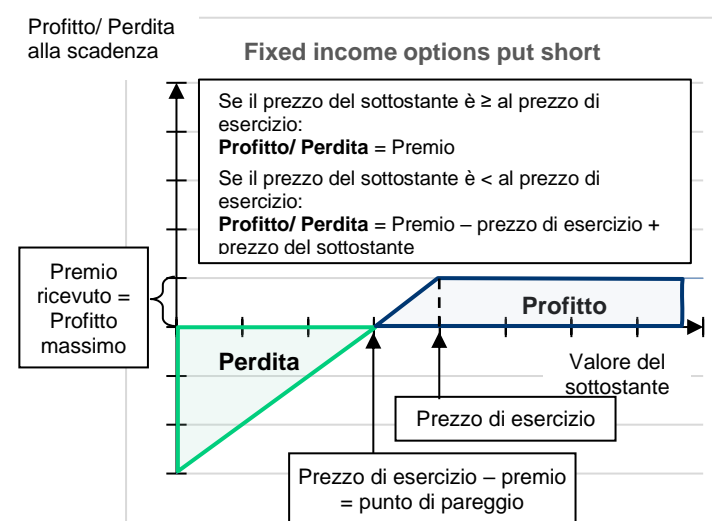 Profitto/ Perdita
alla scadenza
Fixed income options put short
Se il prezzo del sottostante è ≥ al prezzo di
esercizio:
Profitto/ Perdita = Premio
Se il prezzo del sottostante è < al prezzo di
esercizio:
Profitto/ Perdita = Premio – prezzo di esercizio +
prezzo del sottostante
Premio
ricevuto =
Profitto
massimo
Profitto
Perdita
Valore del
sottostante
Prezzo di esercizio
Prezzo di esercizio – premio
= punto di pareggio